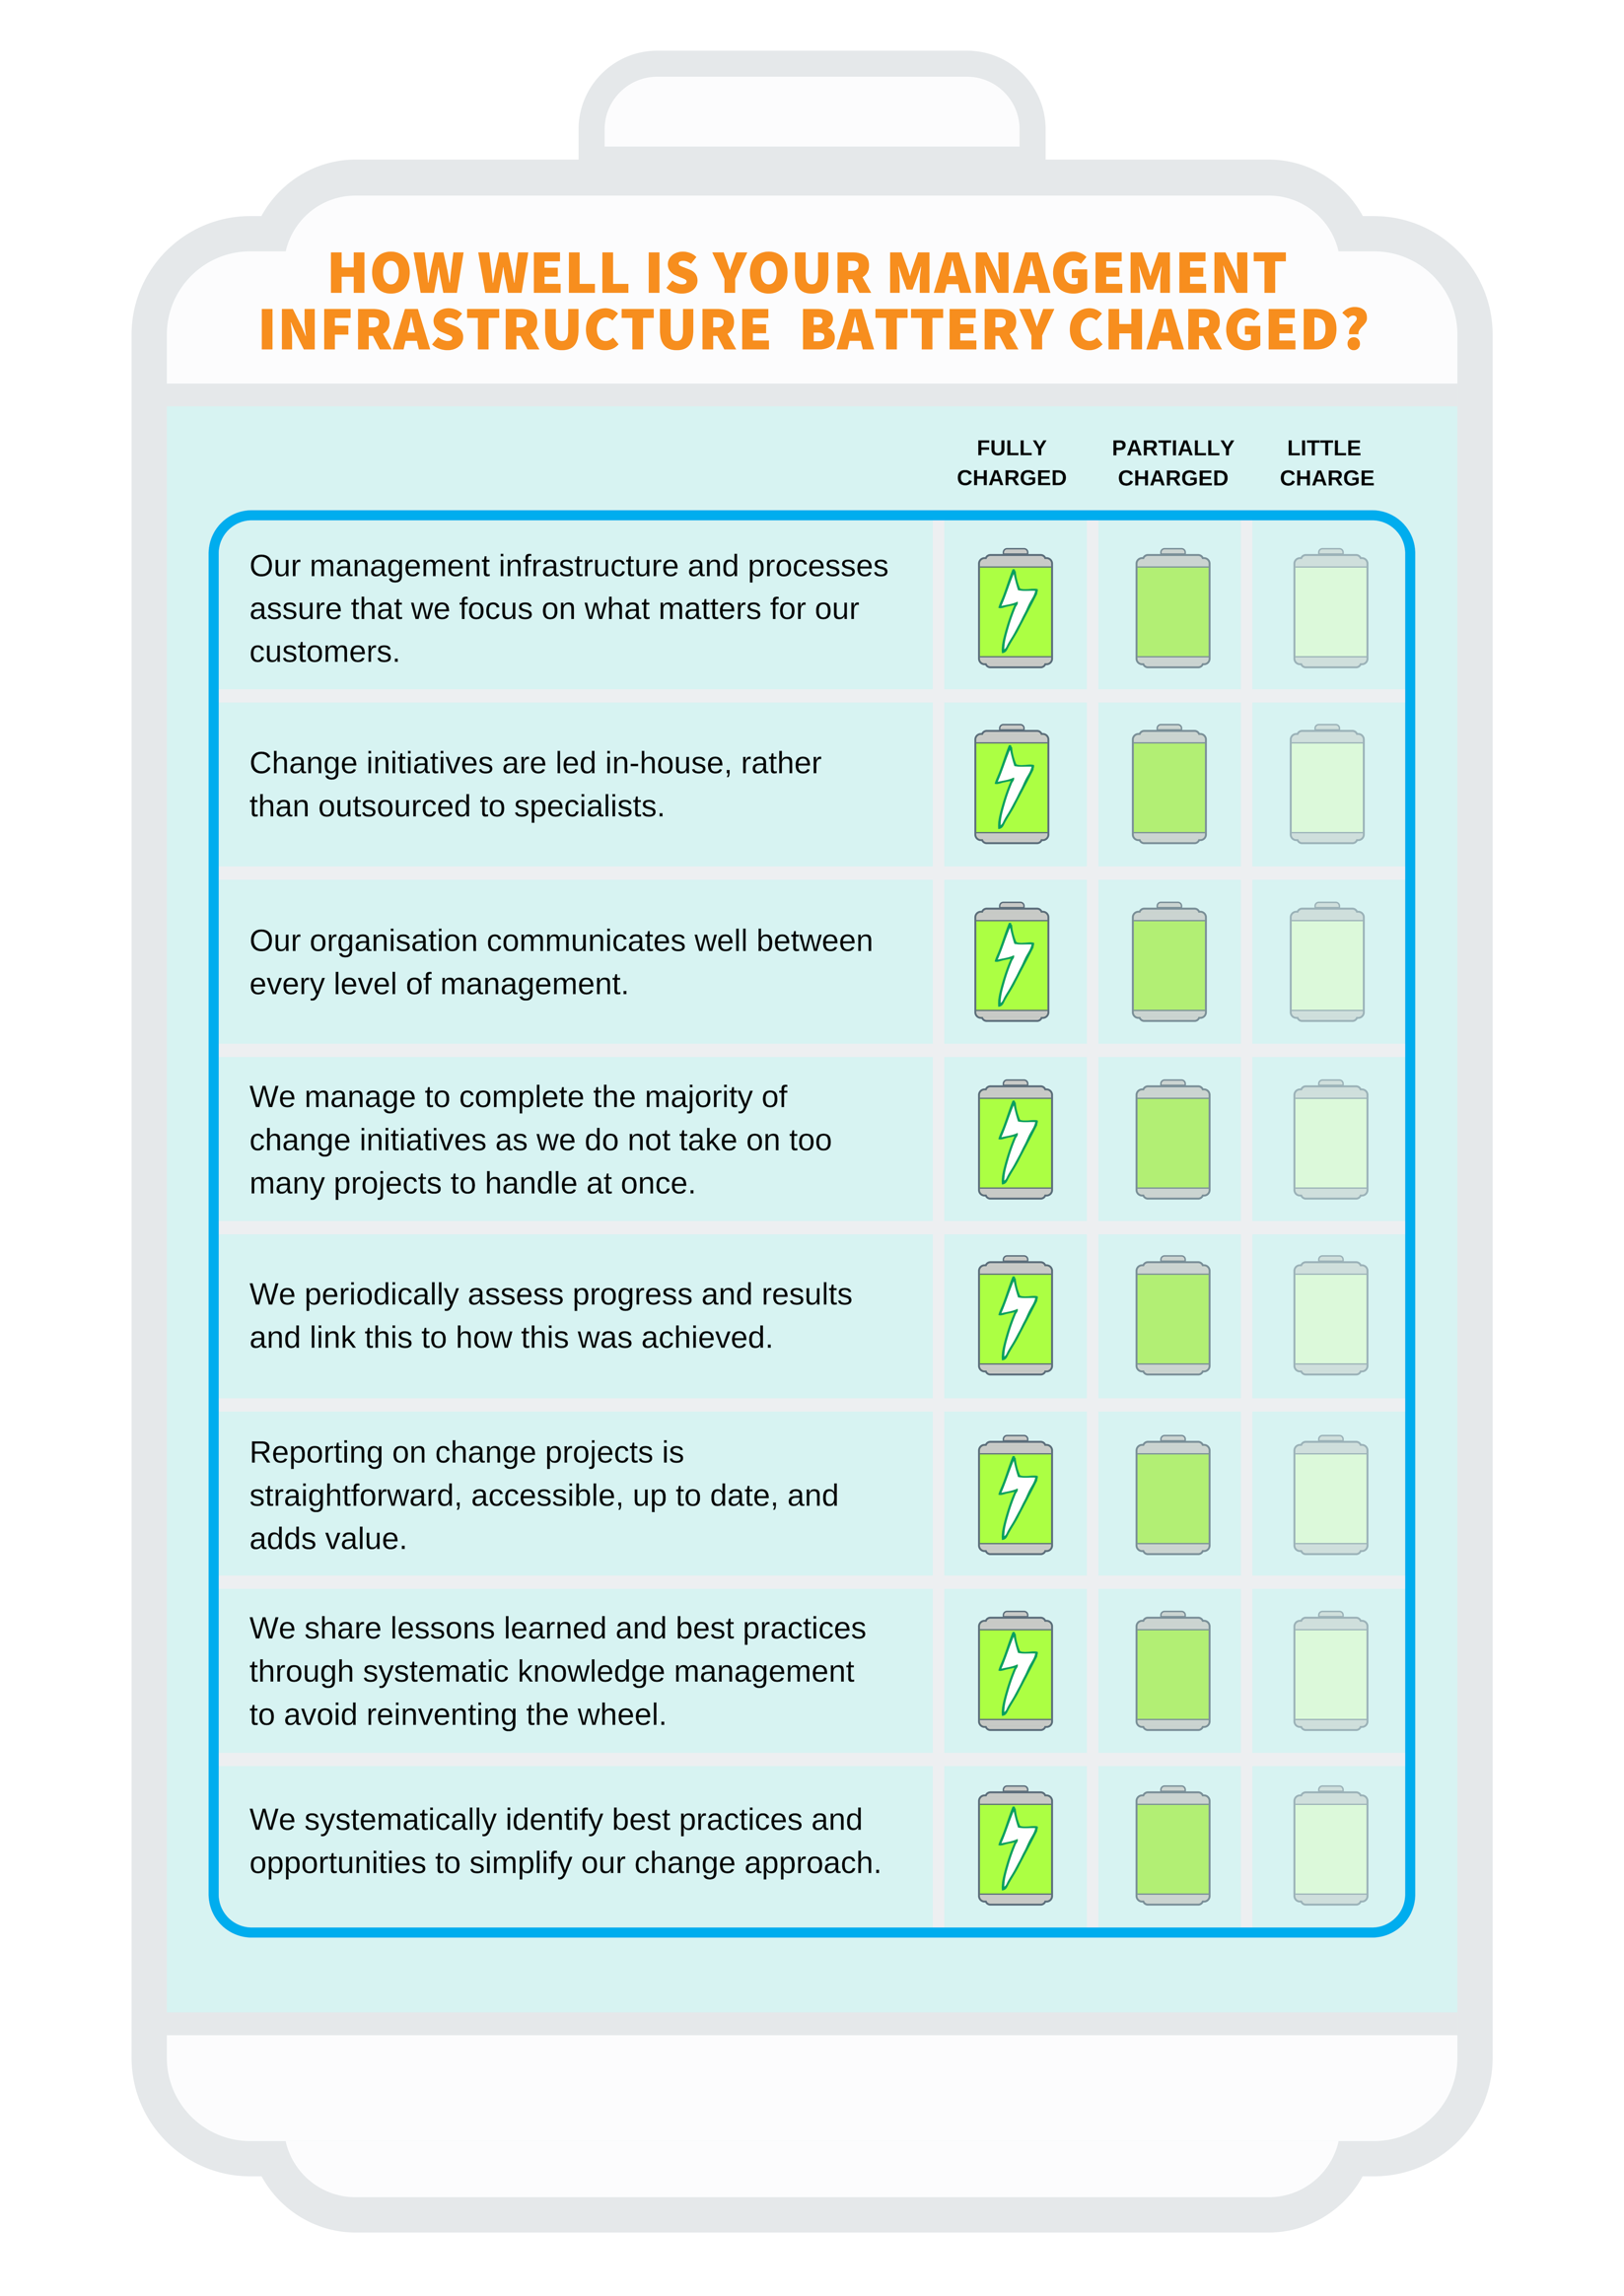 HOW WELL IS YOUR MANAGEMENT
INFRASTRUCTURE BATTERY CHARGED?
FULLY
CHARGED
PARTIALLY
CHARGED
LITTLE
CHARGE
Our management infrastructure and processes
assure that we focus on what matters for our
customers.
Change initiatives are led in-house, rather
than outsourced to specialists.
Our organisation communicates well between
every level of management.
We manage to complete the majority of
change initiatives as we do not take on too
many projects to handle at once.
We periodically assess progress and results
and link this to how this was achieved.
Reporting on change projects is
straightforward, accessible, up to date, and
adds value.
We share lessons learned and best practices
through systematic knowledge management
to avoid reinventing the wheel.
We systematically identify best practices and
opportunities to simplify our change approach.